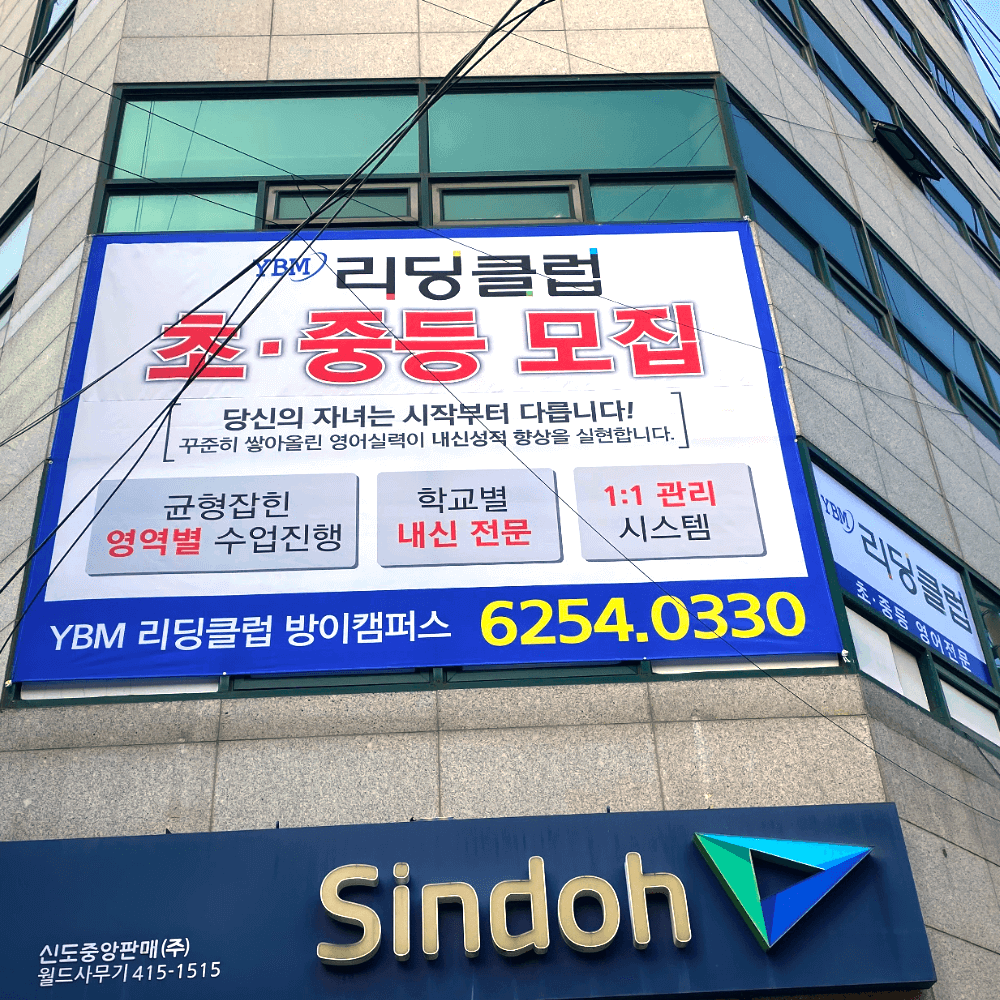 YBM 리딩클럽
초·중등 모집
당신의 자녀는 시작부터 다릅니다!
꾸준히 쌓아올린 영어실력이 내신성적 향상을 실현합니다.
균형잡힌
영역별 수업진행
학교별
내신 전문
1:1 관리
시스템
YBM 리딩클럽 방이캠퍼스 6254.0330
YBM 리딩클럽
초·중등 영어전문
Sindoh
신도중앙판매(주)
월드사무기 415-1515